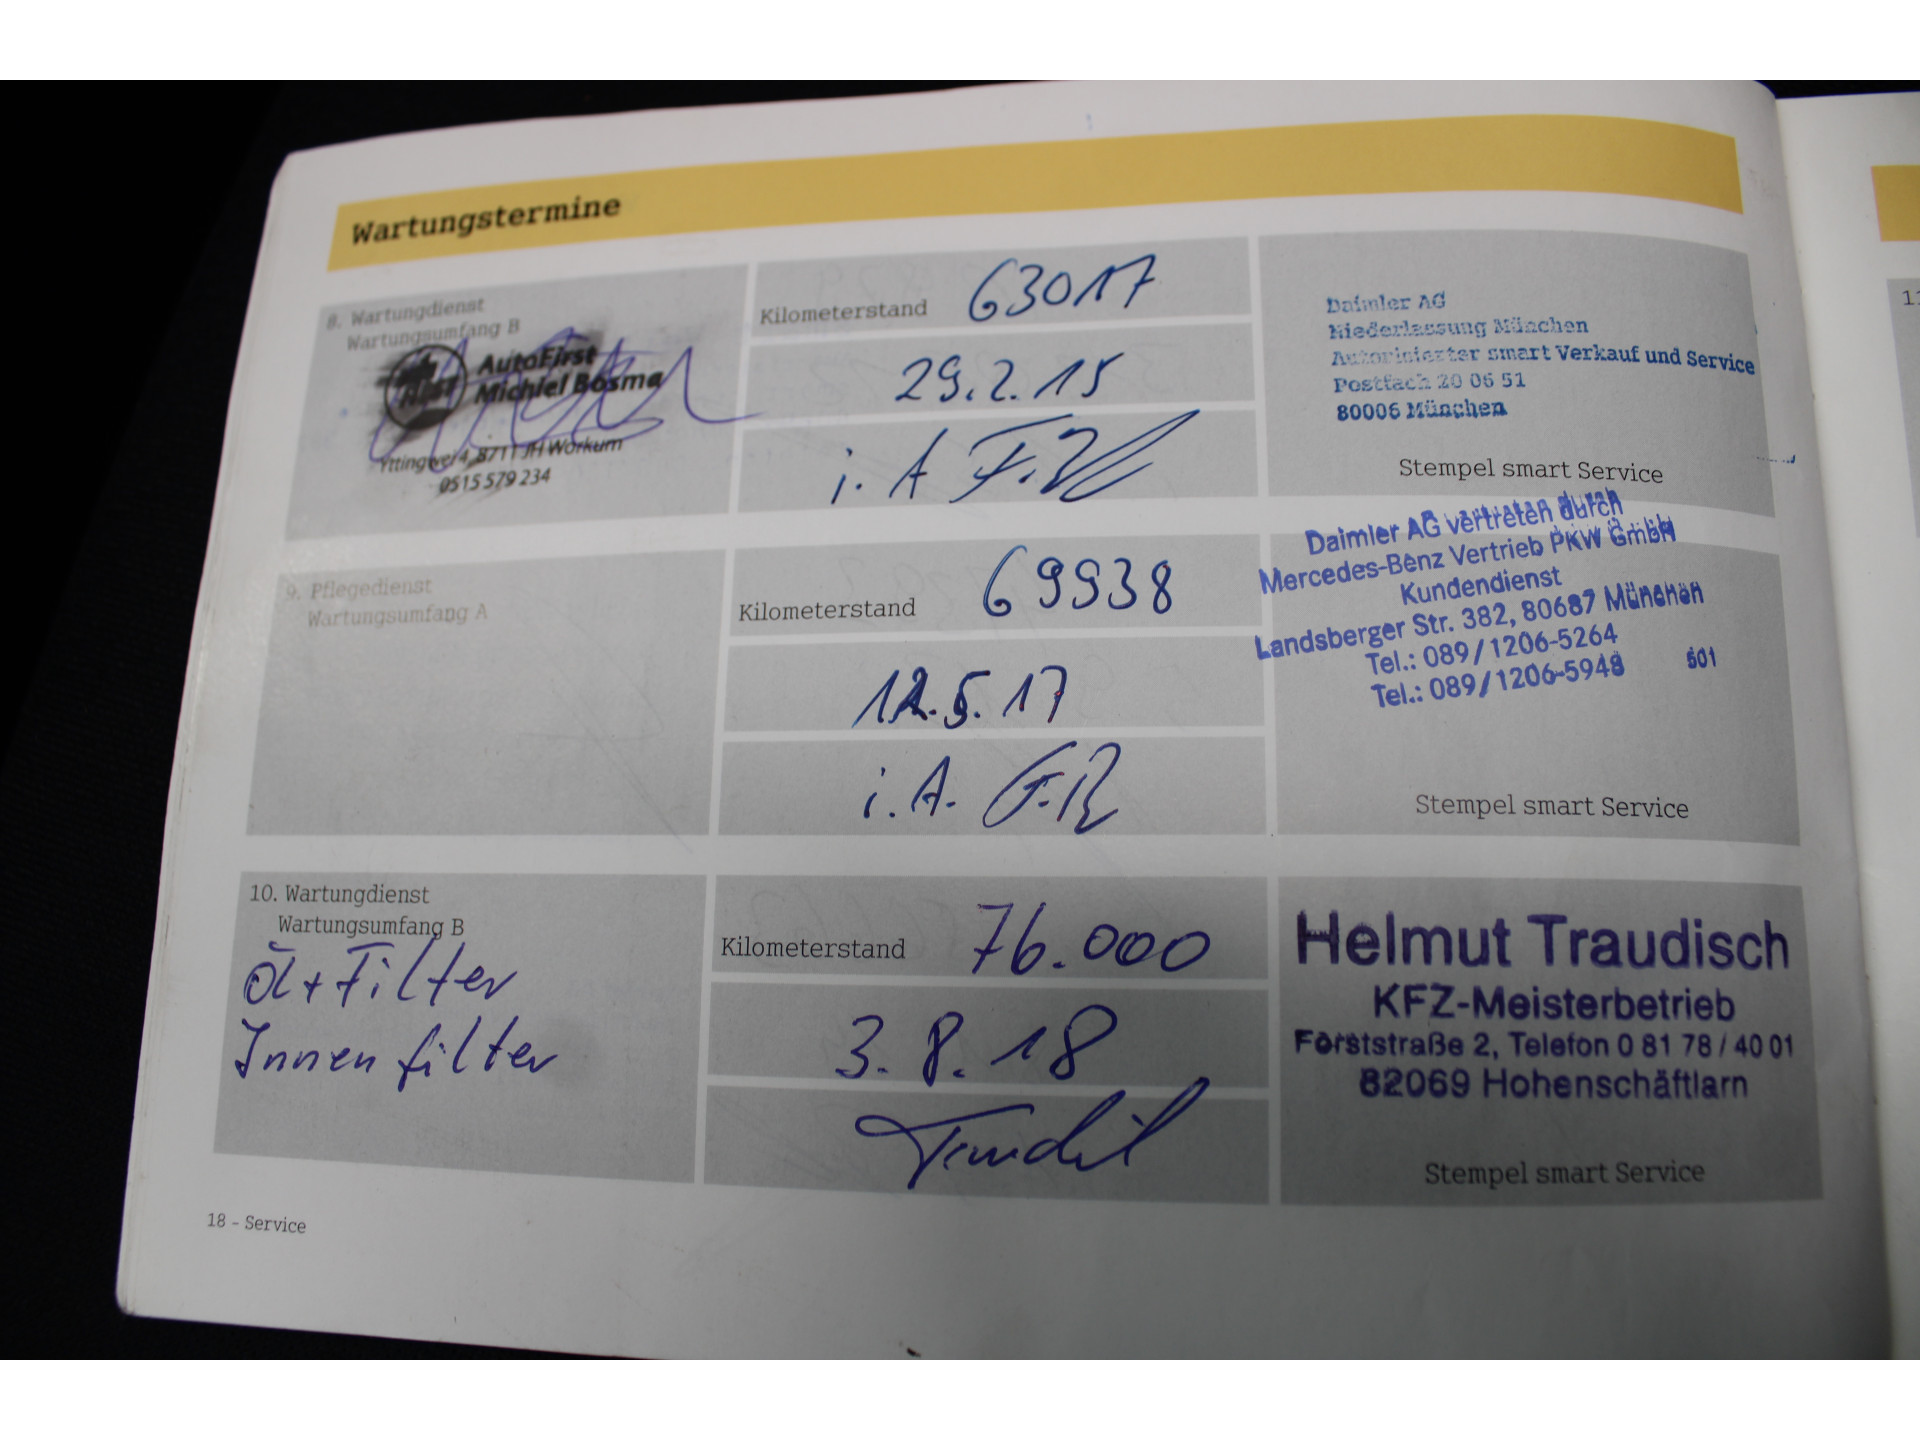 Wartungstermine
8. Wartungdienst
Wartungsumfang B
AutoFirst
Michiel Bosma
8711 JH Workum
0515 579 234
Kilometerstand 63017
29.2.15
i. A
Daimler AG
Niederlassung München
Autorisierter smart Verkauf und Service
Postfach 20 06 51
80006 München
Stempel smart Service
9. Pflegedienst
Wartungsumfang A
Kilometerstand 69938
12.5.17
i. A.
Daimler AG vertreten durch
Mercedes-Benz Vertrieb PKW GmbH
Kundendienst
Landsberger Str. 382, 80687 München
Tel.: 089/1206-5264
Tel.: 089/1206-5948 501
Stempel smart Service
10. Wartungdienst
Wartungsumfang B
Öl + Filter
Innenfilter
Kilometerstand 76.000
3.8.18
Helmut Traudisch
KFZ-Meisterbetrieb
Forststraße 2, Telefon 0 81 78 / 40 01
82069 Hohenschäftlarn
Stempel smart Service
18 - Service
11